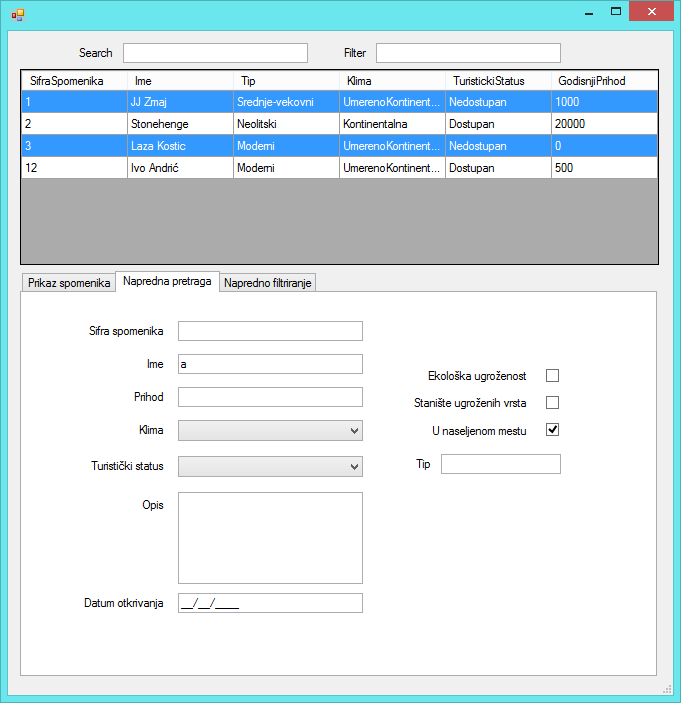 Search Filter
SifraSpomenika Ime Tip Klima TuristickiStatus GodisnjiPrihod
1 JJ Zmaj Srednje-vekovni UmerenoKontinent... Nedostupan 1000
2 Stonehenge Neolitski Kontinentalna Dostupan 20000
3 Laza Kostic Moderni UmerenoKontinent... Nedostupan 0
12 Ivo Andrić Moderni UmerenoKontinent... Dostupan 500
Prikaz spomenika Napredna pretraga Napredno filtriranje
Sifra spomenika
Ime a
Prihod
Klima
Turistički status
Opis
Datum otkrivanja __/__/____
Ekološka ugroženost
Stanište ugroženih vrsta
U naseljenom mestu
Tip